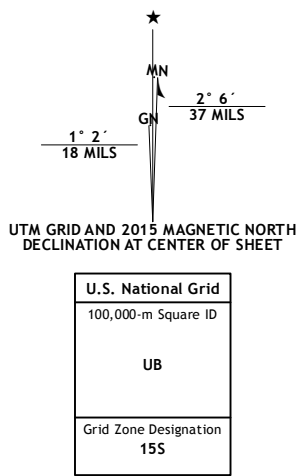 MN
GN
2° 6´
37 MILS
1° 2´
18 MILS
UTM GRID AND 2015 MAGNETIC NORTH
DECLINATION AT CENTER OF SHEET
U.S. National Grid
100,000-m Square ID
UB
Grid Zone Designation
15S